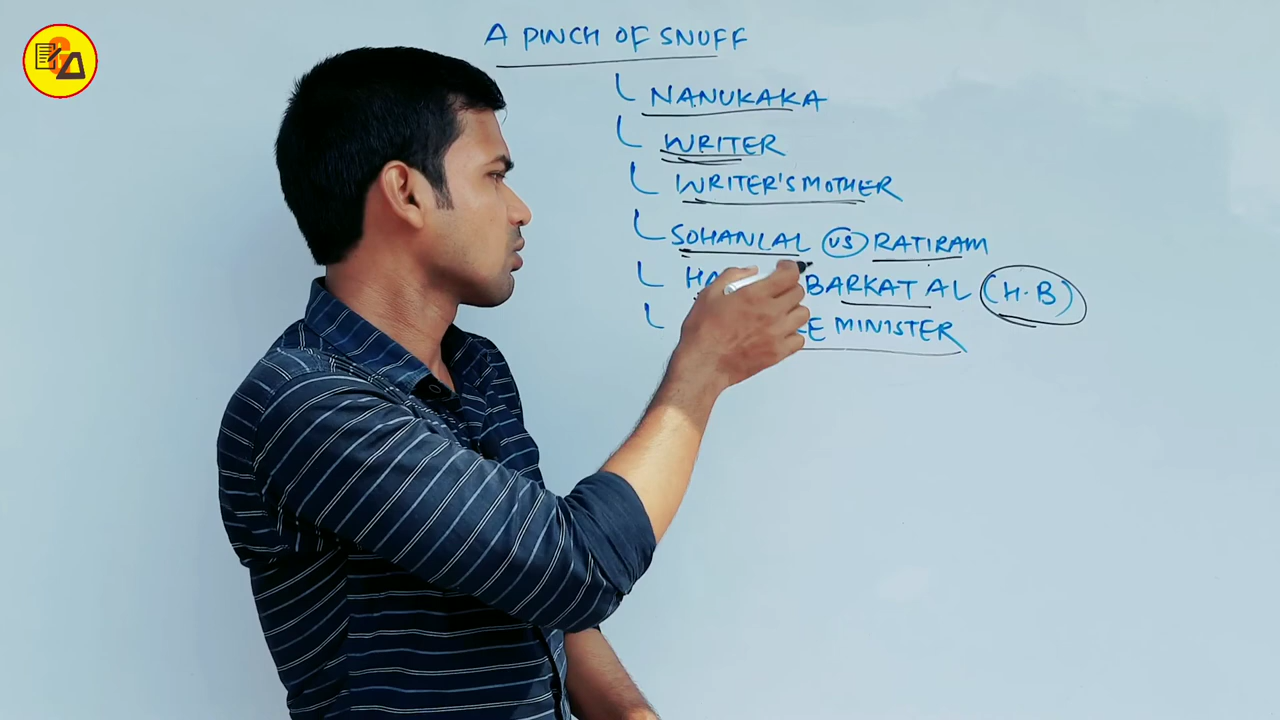 A PINCH OF SNUFF
NANUKAKA
WRITER
WRITER'S MOTHER
SOHANLAL VS RATIRAM
BARKAT AL (H.B)
MINISTER